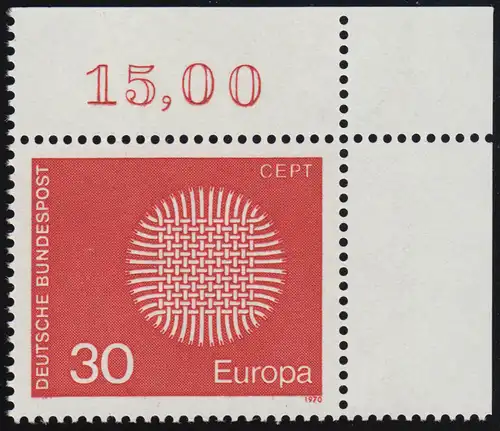 15,00
CEPT
DEUTSCHE BUNDESPOST
30
Europa
1970